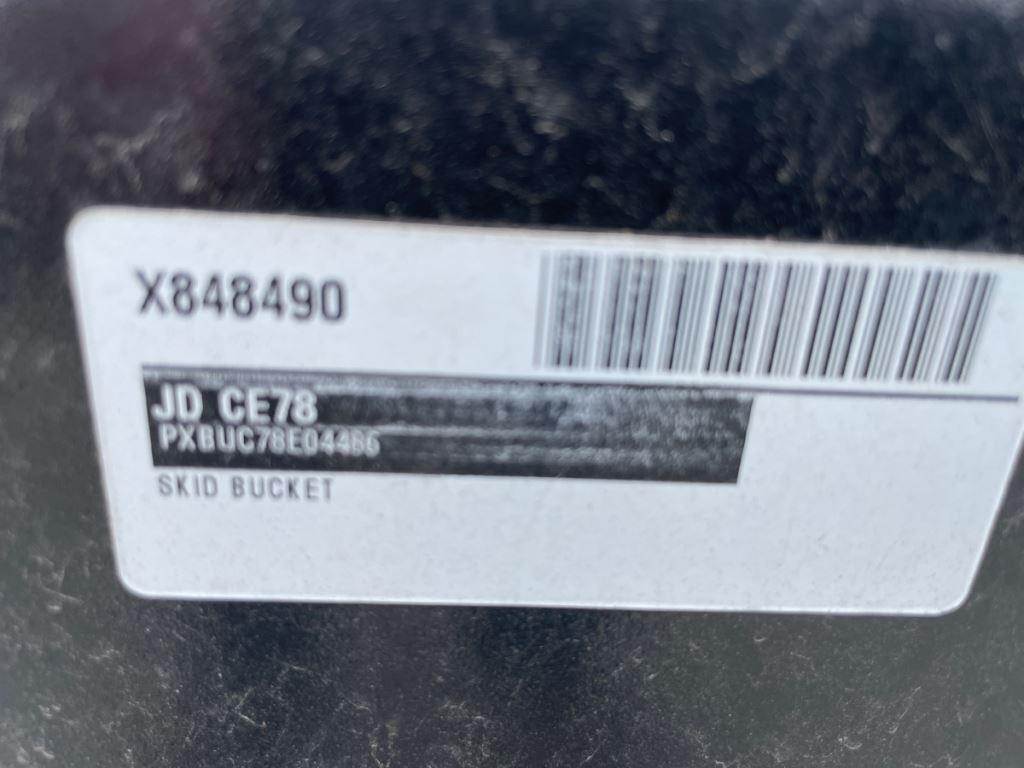 X848490
JD CE78
PXBUC78E04486
SKID BUCKET